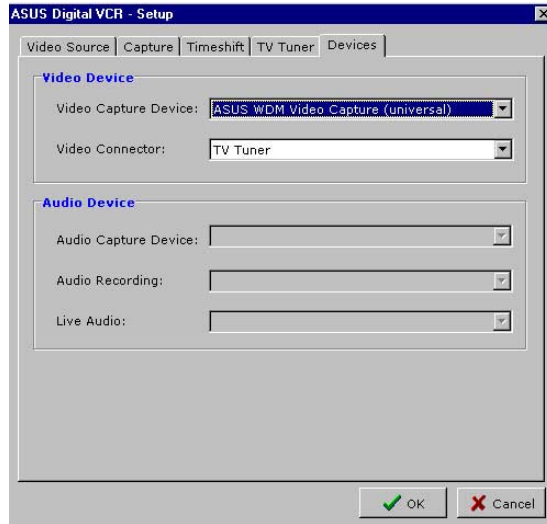 ASUS Digital VCR - Setup
Video Source Capture Timeshift TV Tuner Devices
Video Device
Video Capture Device: ASUS WDM Video Capture (universal)
Video Connector: TV Tuner
Audio Device
Audio Capture Device:
Audio Recording:
Live Audio:
OK Cancel